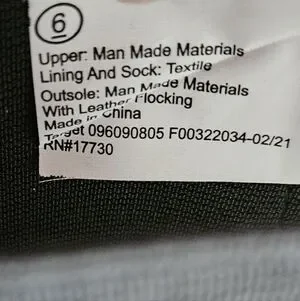 6
Upper: Man Made Materials
Lining And Sock: Textile
Outsole: Man Made Materials
With Leather Flocking
Made in China
Target 096090805 F00322034-02/21
RN#17730